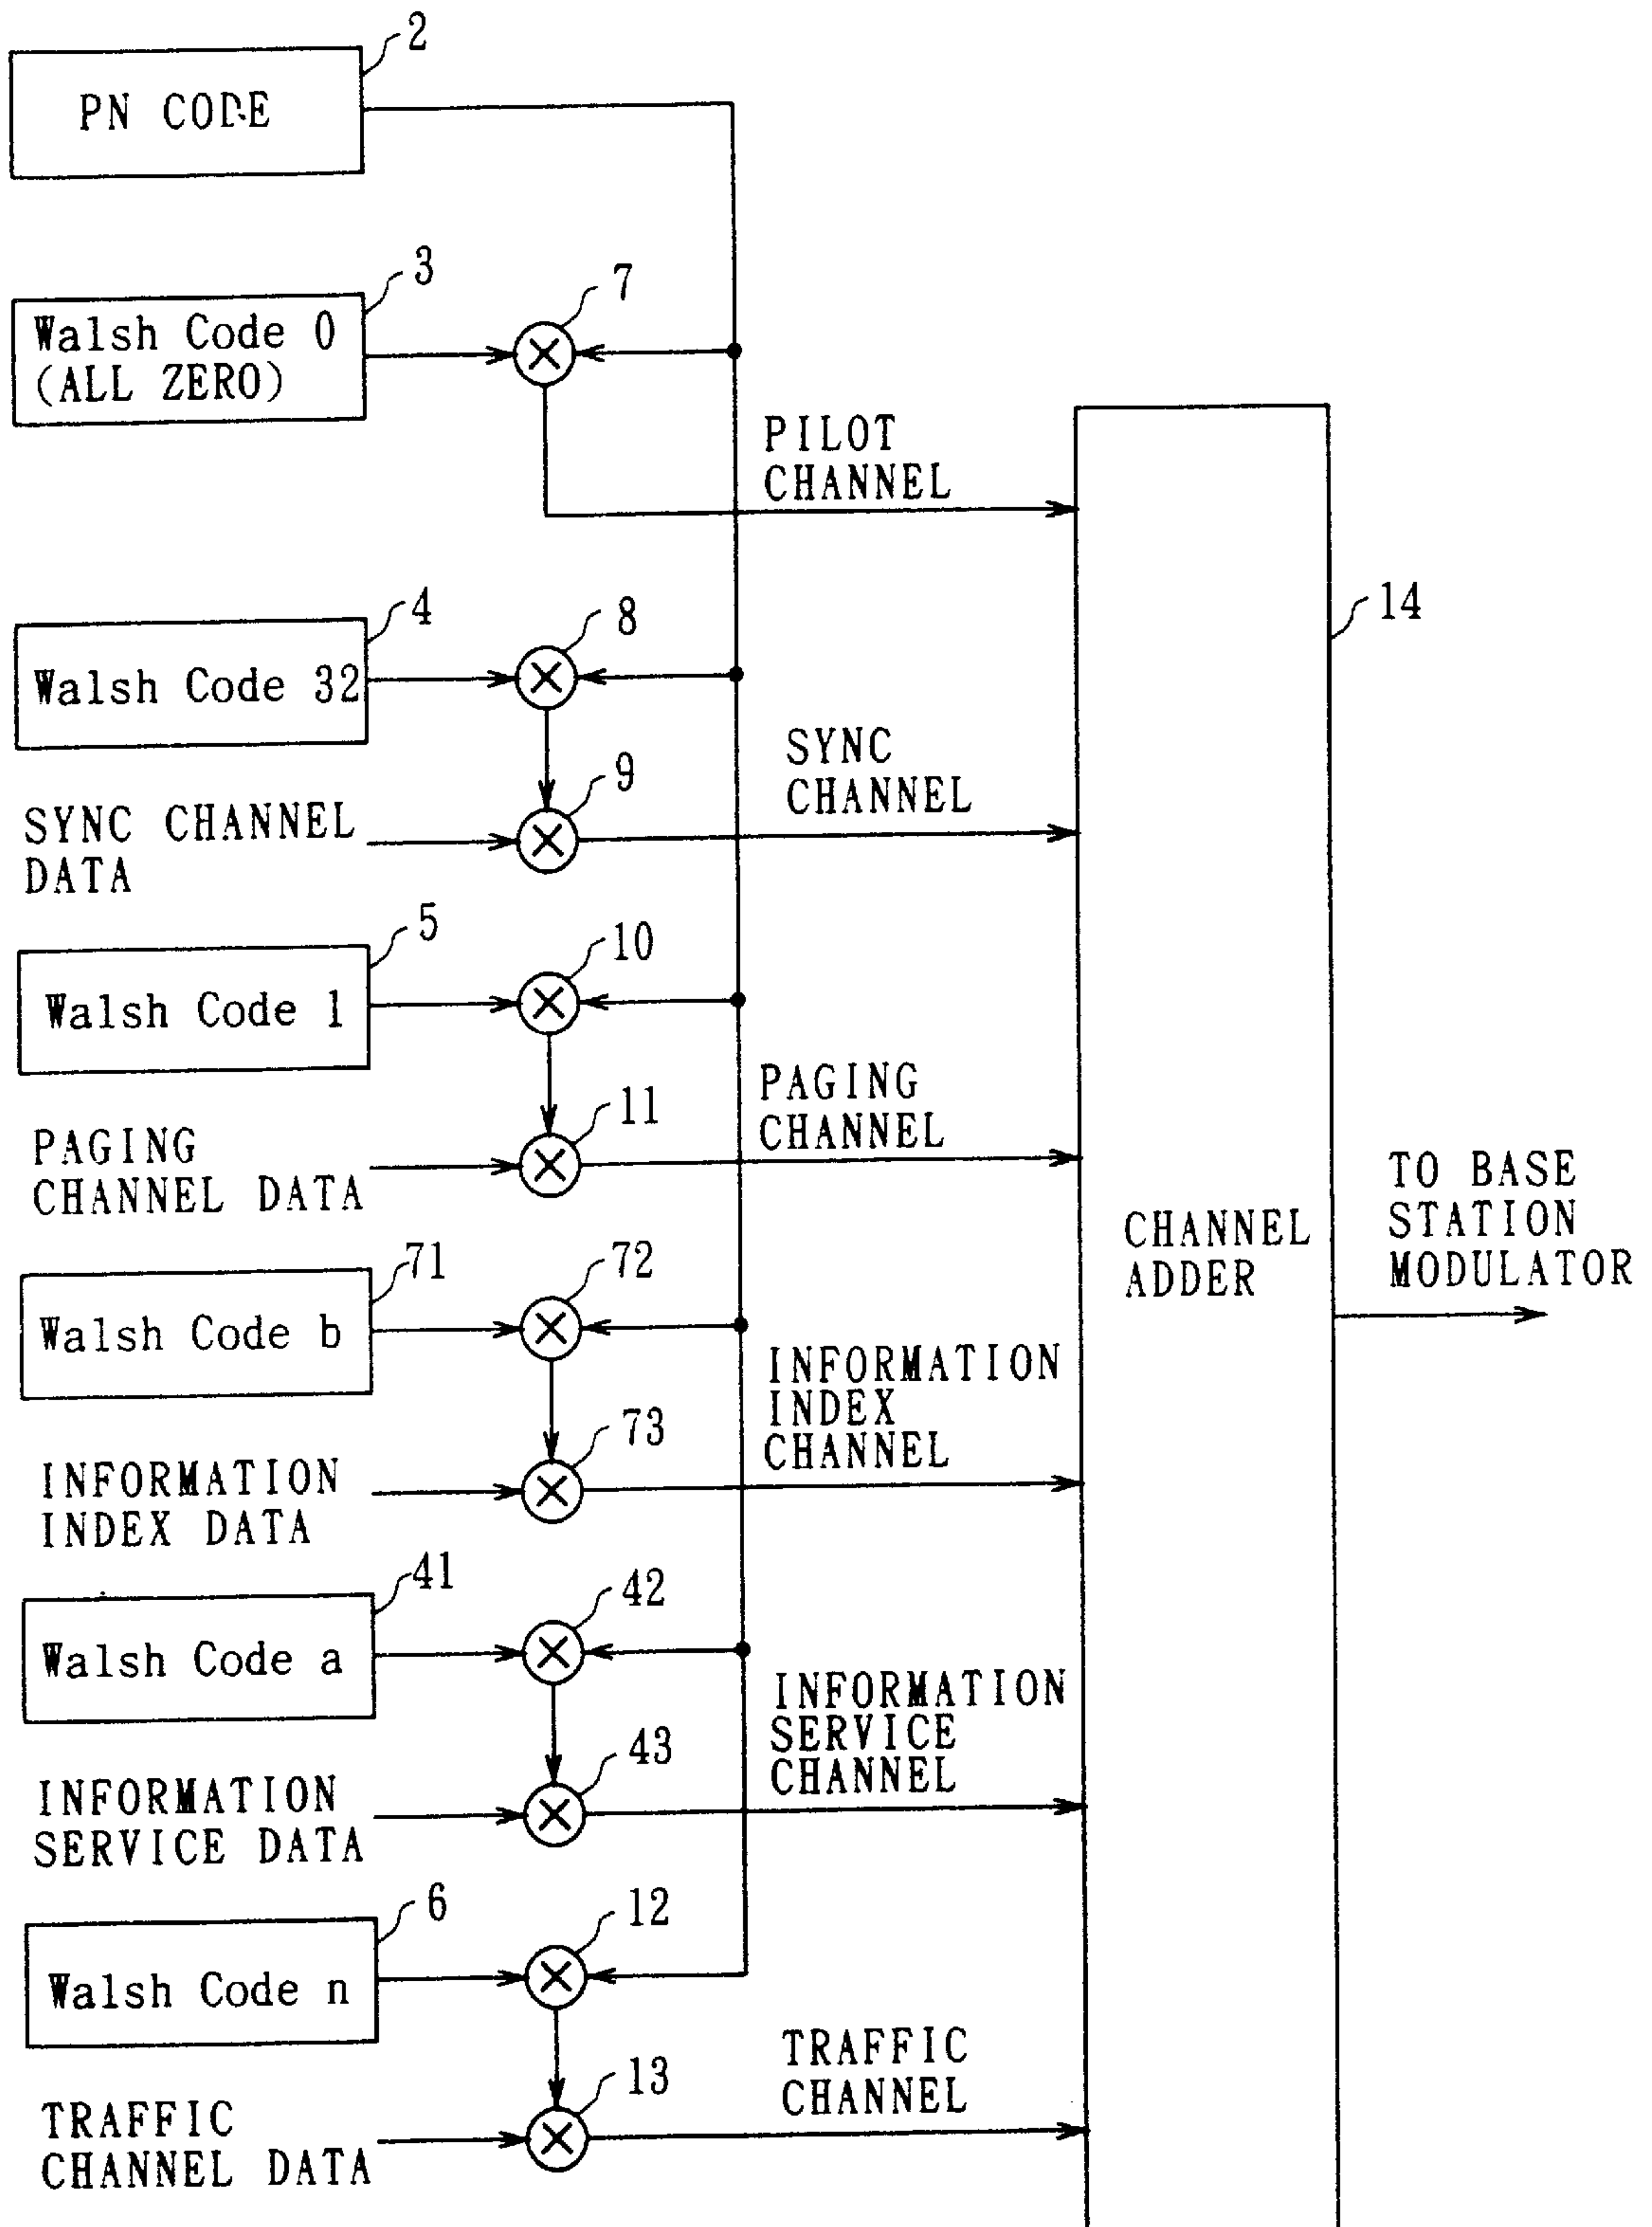 2
PN CODE
3
7
Walsh Code 0
(ALL ZERO)
PILOT
CHANNEL
4
8
14
Walsh Code 32
SYNC
CHANNEL
9
SYNC CHANNEL
DATA
5
10
Walsh Code 1
PAGING
CHANNEL
11
PAGING
CHANNEL DATA
TO BASE
STATION
MODULATOR
CHANNEL
ADDER
71
72
Walsh Code b
INFORMATION
INDEX
CHANNEL
73
INFORMATION
INDEX DATA
41
42
Walsh Code a
INFORMATION
SERVICE
CHANNEL
43
INFORMATION
SERVICE DATA
6
12
Walsh Code n
TRAFFIC
CHANNEL
13
TRAFFIC
CHANNEL DATA